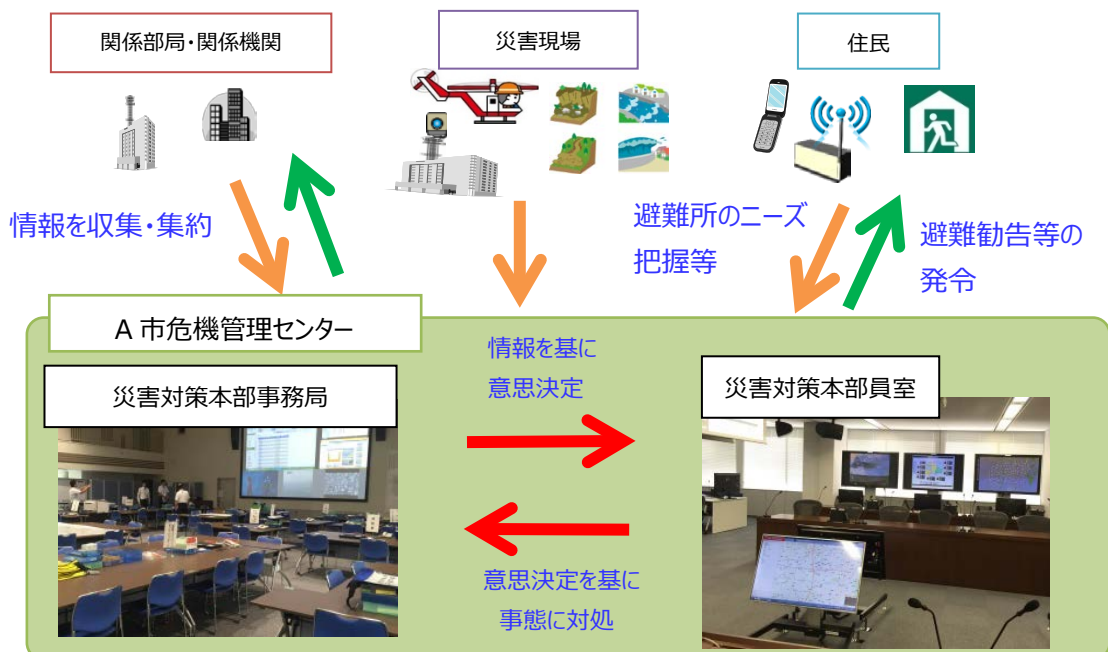 関係部局・関係機関
災害現場
住民
情報を収集・集約
避難所のニーズ
把握等
避難勧告等の
発令
A 市危機管理センター
情報を基に
意思決定
災害対策本部事務局
災害対策本部員室
意思決定を基に
事態に対処